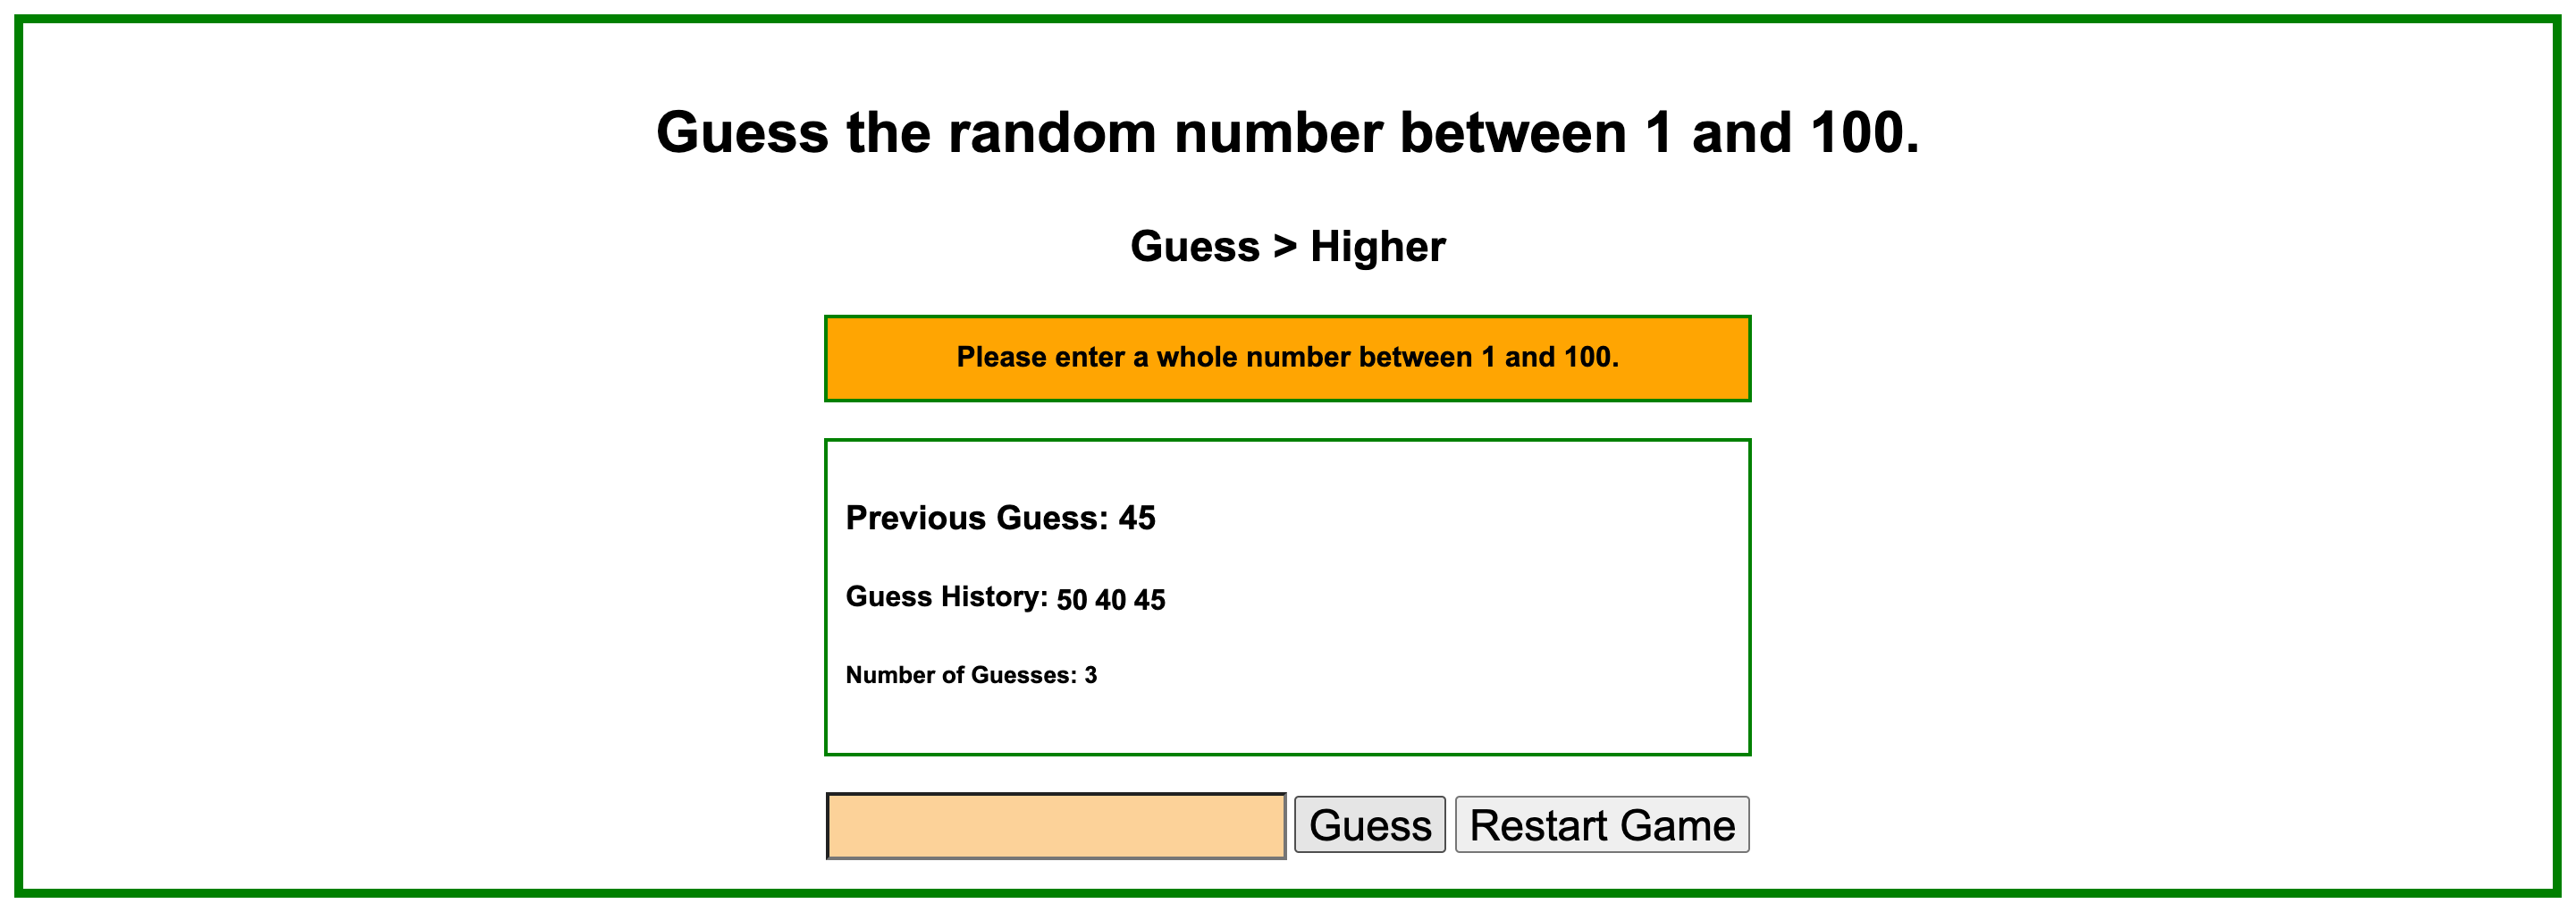 Guess the random number between 1 and 100.
Guess > Higher
Please enter a whole number between 1 and 100.
Previous Guess: 45
Guess History: 50 40 45
Number of Guesses: 3
Guess Restart Game